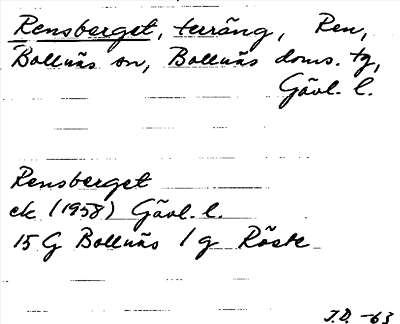 Rensberget, terräng, Ren,
Bollnäs sn, Bollnäs doms. tg,
Gävl. l.
Rensberget
ek (1958) Gävl. l.
15 G Bollnäs 1 g Röste
J.D. -63